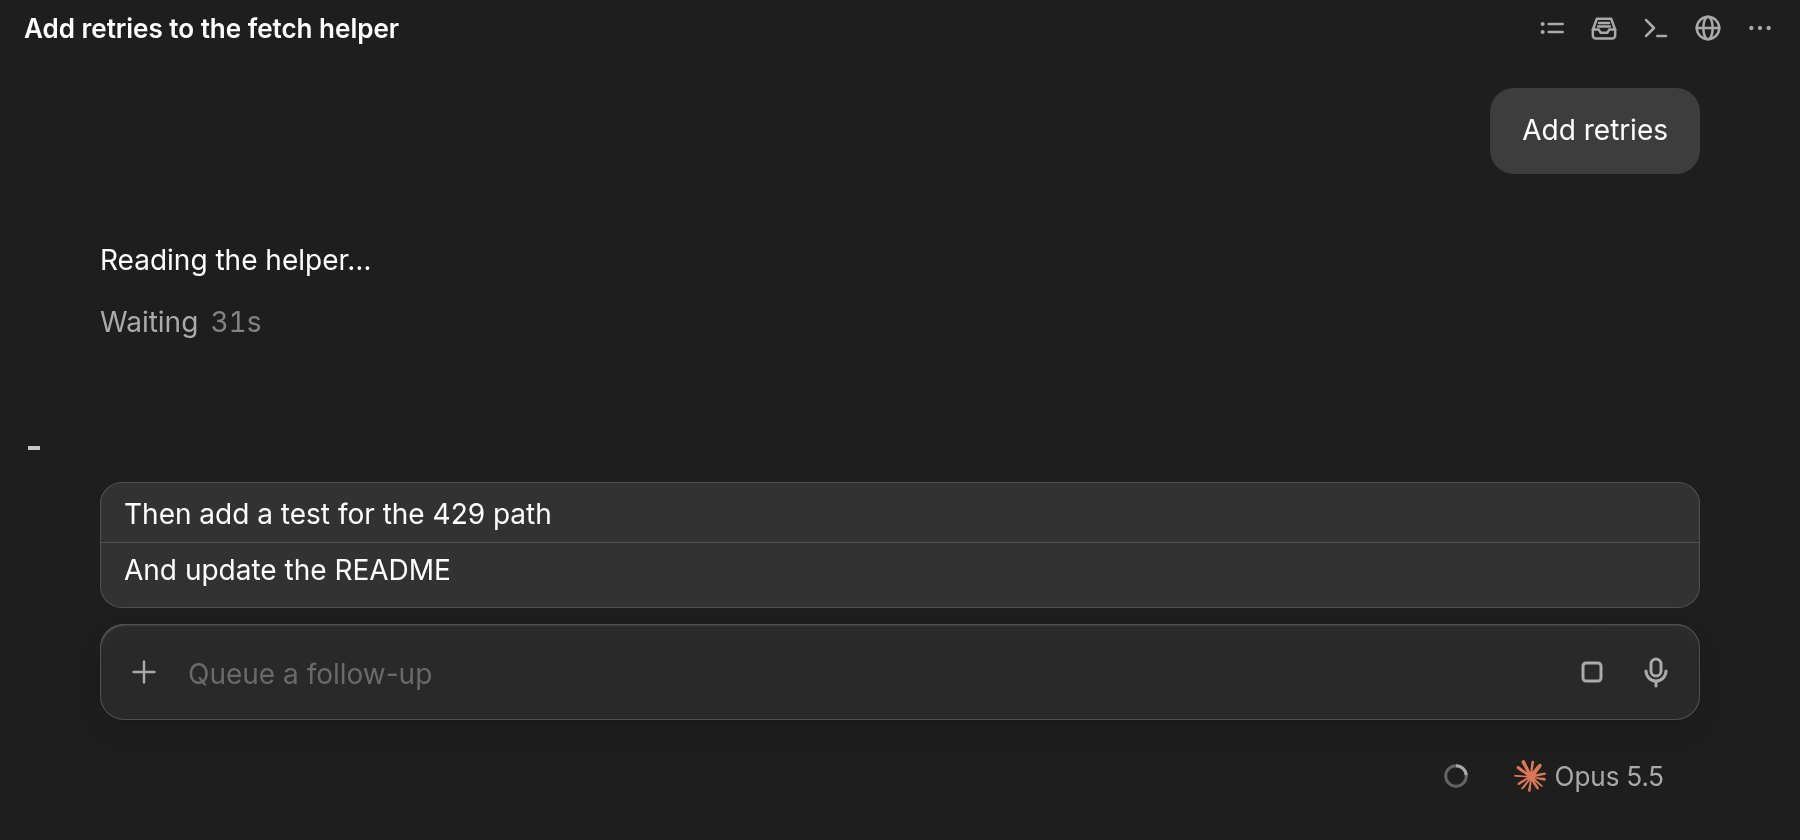 Add retries to the fetch helper
Add retries
Reading the helper...
Waiting 31s
Then add a test for the 429 path
And update the README
Queue a follow-up
Opus 5.5